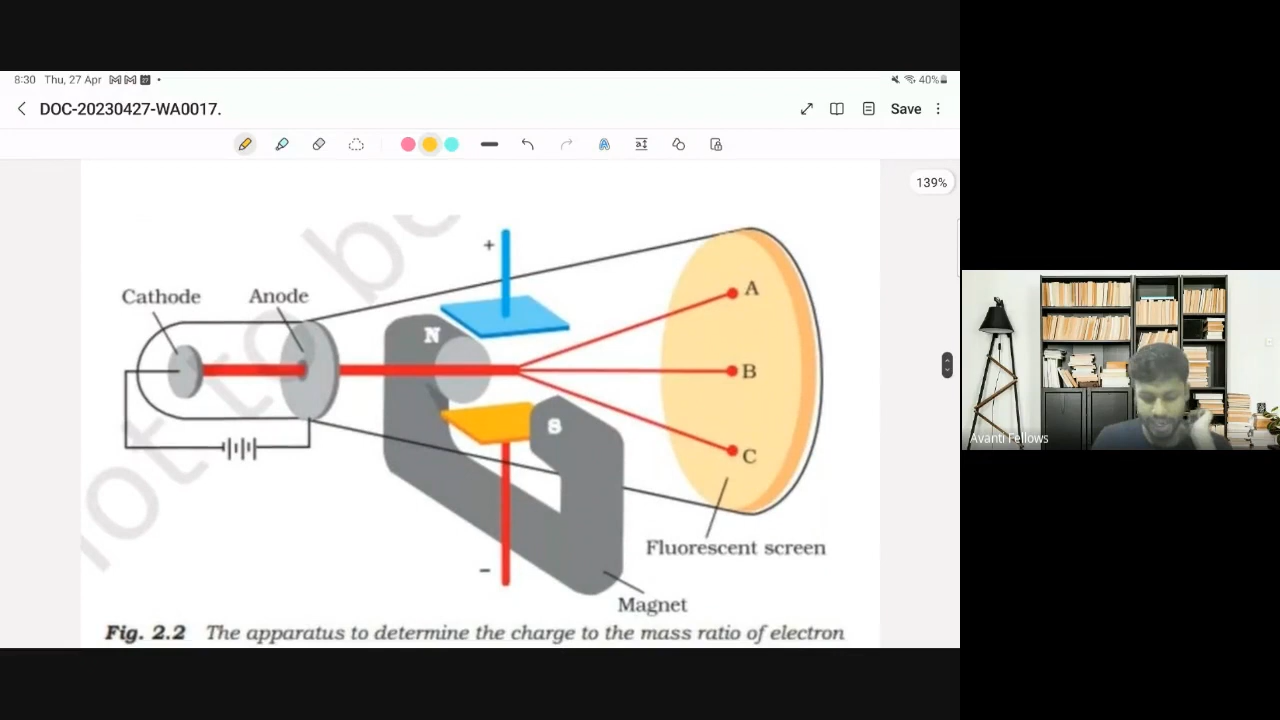 8:30 Thu, 27 Apr
40%
DOC-20230427-WA0017.
Save
139%
+
Cathode
Anode
N
A
B
S
C
Fluorescent screen
–
Magnet
Fig. 2.2 The apparatus to determine the charge to the mass ratio of electron
Avanti Fellows